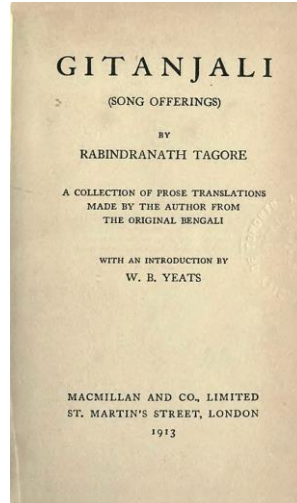 GITANJALI
(SONG OFFERINGS)
BY
RABINDRANATH TAGORE
A COLLECTION OF PROSE TRANSLATIONS
MADE BY THE AUTHOR FROM
THE ORIGINAL BENGALI
WITH AN INTRODUCTION BY
W. B. YEATS
MACMILLAN AND CO., LIMITED
ST. MARTIN'S STREET, LONDON
1913